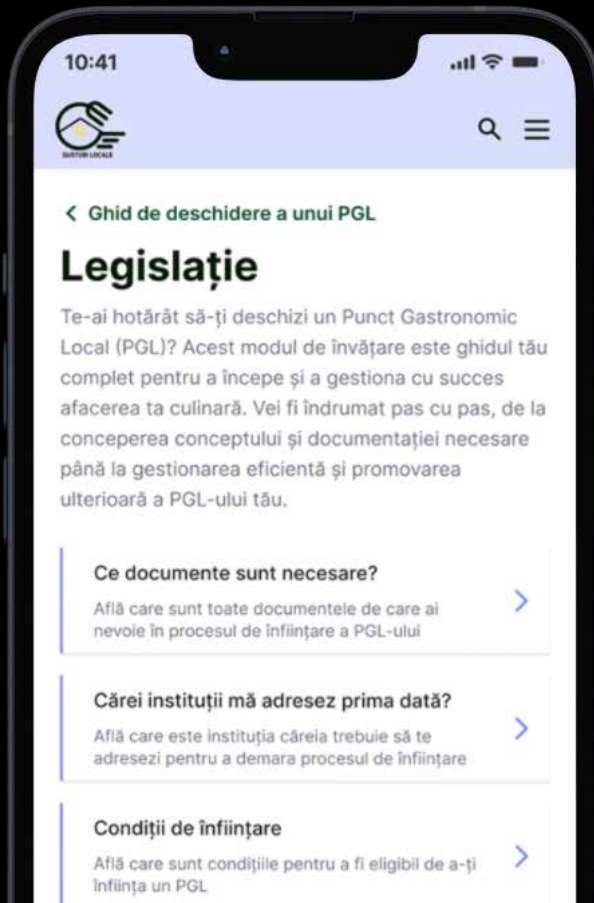 10:41
GUSTURI LOCALE
Ghid de deschidere a unui PGL
Legislație
Te-ai hotărât să-ți deschizi un Punct Gastronomic
Local (PGL)? Acest modul de învățare este ghidul tău
complet pentru a începe și a gestiona cu succes
afacerea ta culinară. Vei fi îndrumat pas cu pas, de la
conceperea conceptului și documentației necesare
până la gestionarea eficientă și promovarea
ulterioară a PGL-ului tău.
Ce documente sunt necesare?
Află care sunt toate documentele de care ai
nevoie în procesul de înființare a PGL-ului
Cărei instituții mă adresez prima dată?
Află care este instituția căreia trebuie să te
adresezi pentru a demara procesul de înființare
Condiții de înființare
Află care sunt condițiile pentru a fi eligibil de a-ți
înființa un PGL